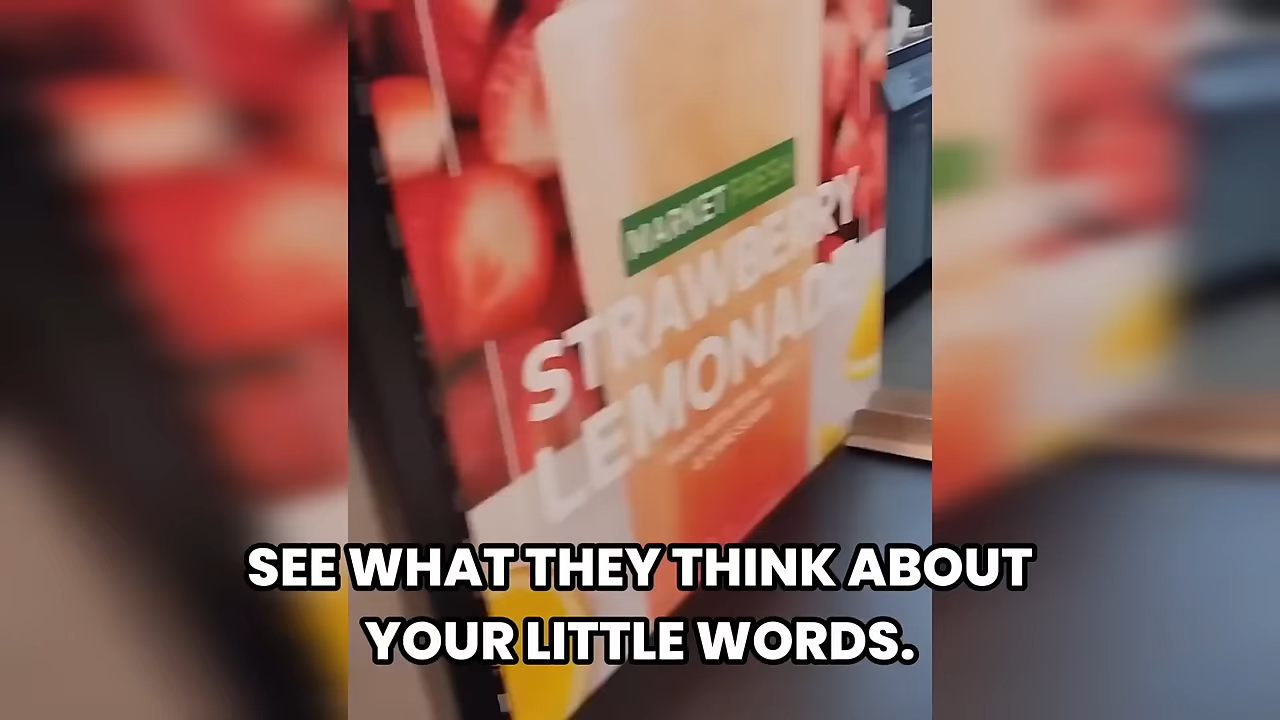 MARKET FRESH
STRAWBERRY
LEMONADE
SEE WHAT THEY THINK ABOUT
YOUR LITTLE WORDS.